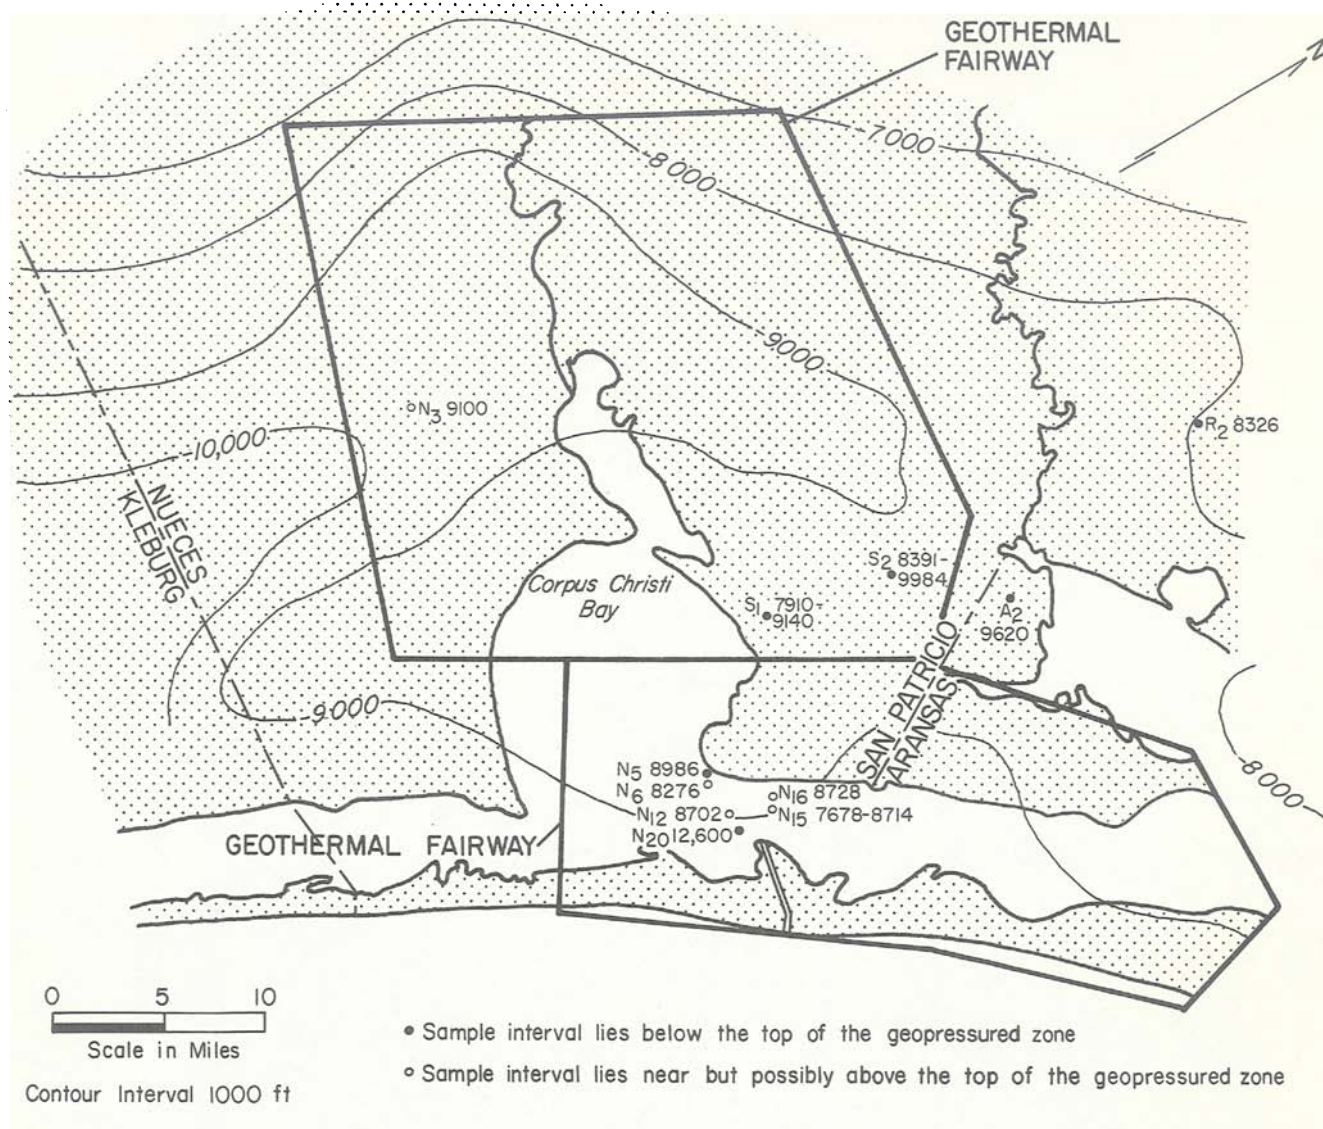 GEOTHERMAL
FAIRWAY
N
-7000
-8000
-9000
N3 9100
R2 8326
-10,000
NUECES
KLEBURG
S2 8391-
9984
Corpus Christi
Bay
S1 7910-
9140
A2
9620
SAN PATRICIO
ARANSAS
-9000
-8000
N5 8986
N6 8276
N16 8728
N12 8702
N15 7678-8714
N20 12,600
GEOTHERMAL FAIRWAY
0 5 10
Scale in Miles
Contour Interval 1000 ft
Sample interval lies below the top of the geopressured zone
Sample interval lies near but possibly above the top of the geopressured zone